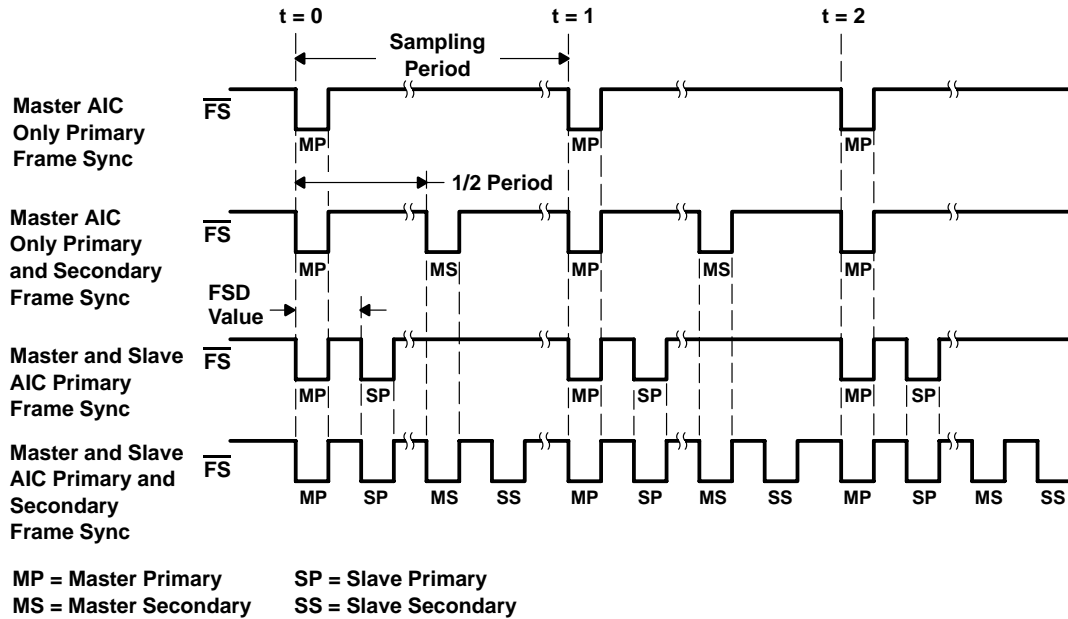 t = 0 t = 1 t = 2
Sampling
Period
Master AIC
Only Primary
Frame Sync
FS
MP MP MP
1/2 Period
Master AIC
Only Primary
and Secondary
Frame Sync
FS
MP MS MP MS MP
FSD
Value
Master and Slave
AIC Primary
Frame Sync
FS
MP SP MP SP MP SP
Master and Slave
AIC Primary and
Secondary
Frame Sync
FS
MP SP MS SS MP SP MS SS MP SP MS SS
MP = Master Primary SP = Slave Primary
MS = Master Secondary SS = Slave Secondary